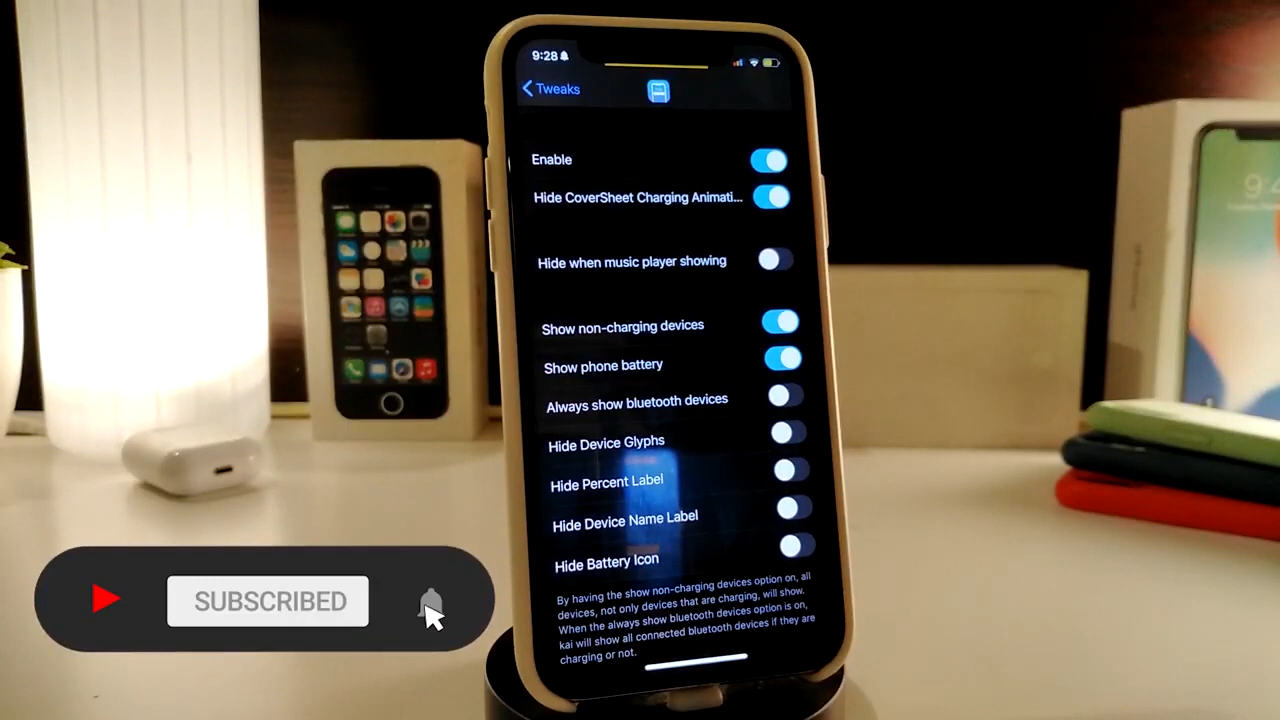 9:28
Tweaks
Enable
Hide CoverSheet Charging Animati...
Hide when music player showing
Show non-charging devices
Show phone battery
Always show bluetooth devices
Hide Device Glyphs
Hide Percent Label
Hide Device Name Label
Hide Battery Icon
By having the show non-charging devices option on, all
devices, not only devices that are charging, will show.
When the always show bluetooth devices option is on,
kai will show all connected bluetooth devices if they are
charging or not.
SUBSCRIBED